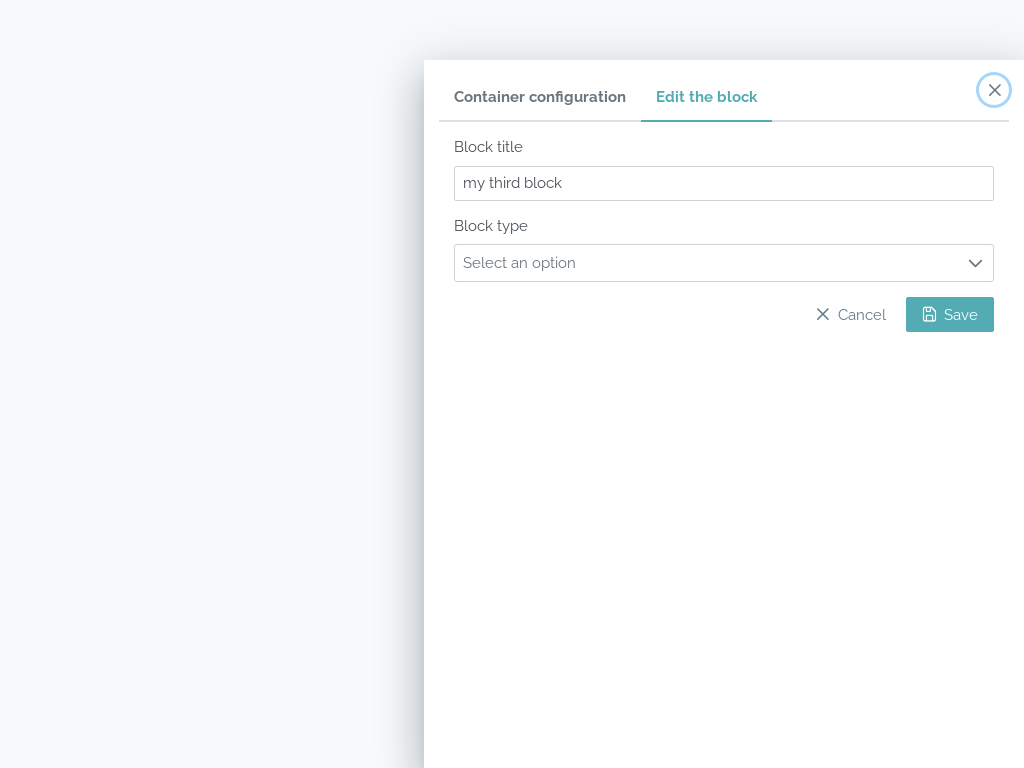 Container configuration
Edit the block
Block title
my third block
Block type
Select an option
Cancel
Save